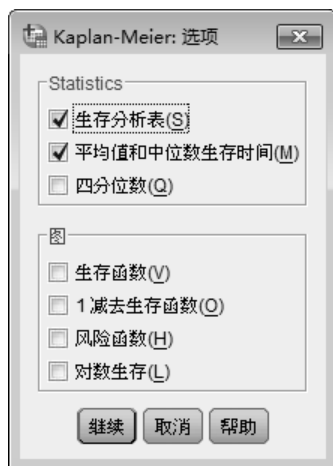 Kaplan-Meier: 选项
Statistics
生存分析表(S)
平均值和中位数生存时间(M)
四分位数(Q)
图
生存函数(V)
1减去生存函数(O)
风险函数(H)
对数生存(L)
继续 取消 帮助